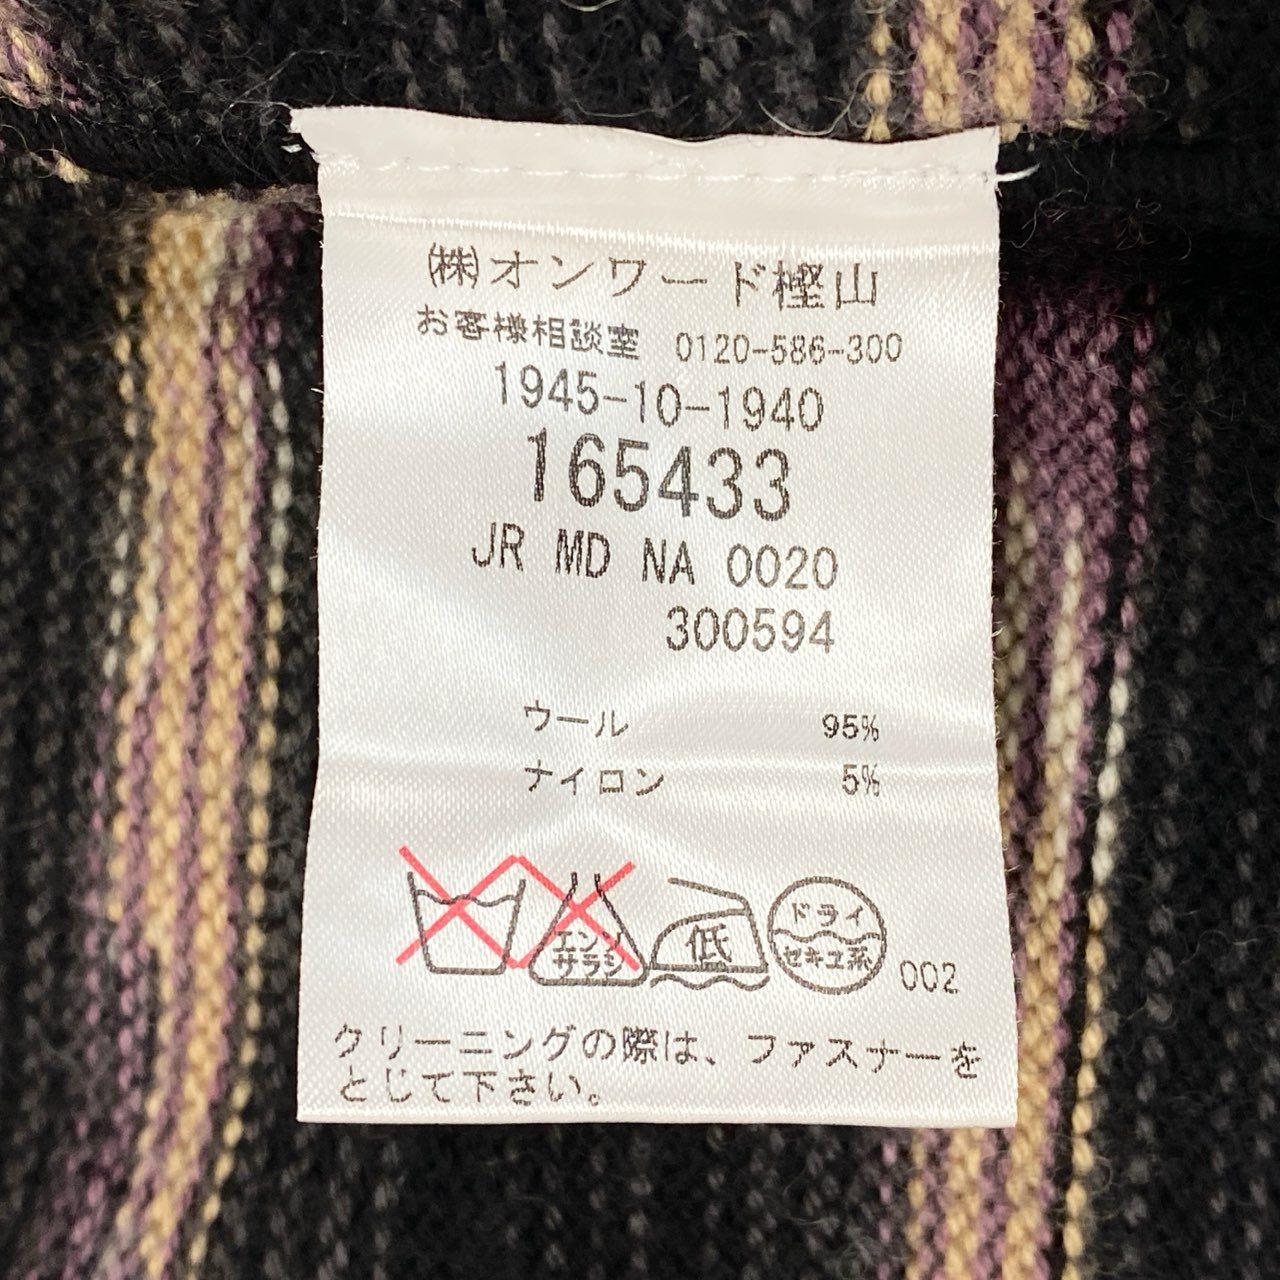 ㈱オンワード樫山
お客様相談室 0120-586-300
1945-10-1940
165433
JR MD NA 0020
300594
ウール 95%
ナイロン 5%
エンソ
サラシ
低
ドライ
セキユ系
002
クリーニングの際は、ファスナーを
とじて下さい。